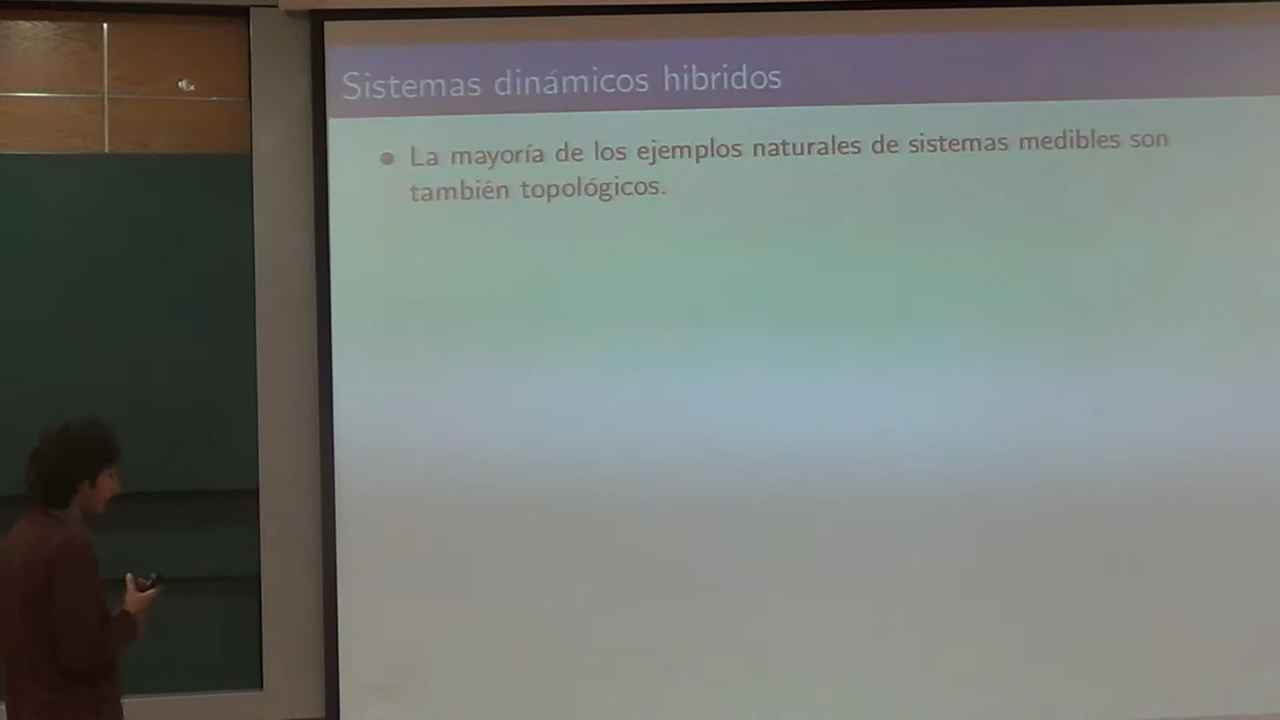 Sistemas dinámicos hibridos
La mayoría de los ejemplos naturales de sistemas medibles son
también topológicos.